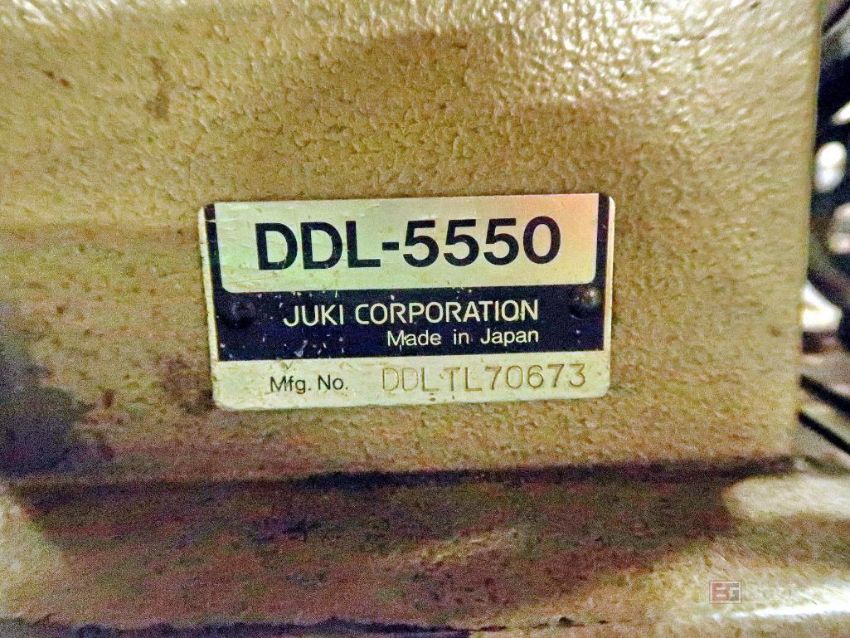 DDL-5550
JUKI CORPORATION
Made in Japan
Mfg. No. DDLTL70673